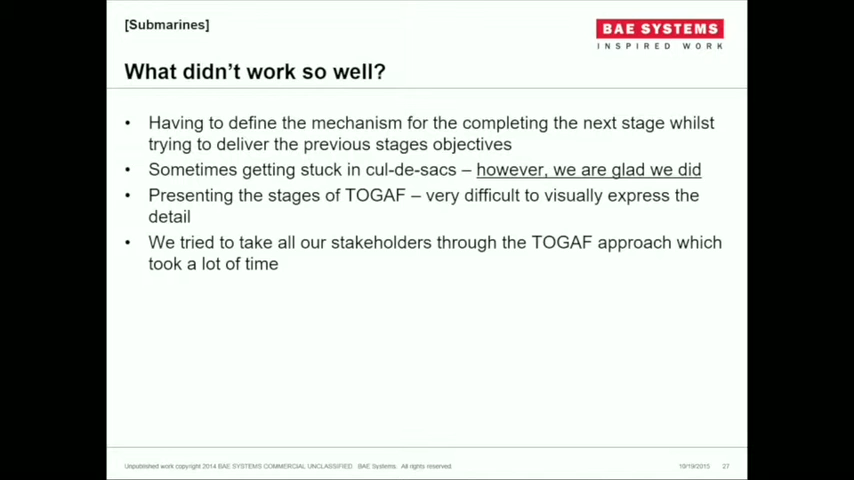 [Submarines]
BAE SYSTEMS
INSPIRED WORK
What didn't work so well?
• Having to define the mechanism for the completing the next stage whilst
trying to deliver the previous stages objectives
• Sometimes getting stuck in cul-de-sacs – however, we are glad we did
• Presenting the stages of TOGAF – very difficult to visually express the
detail
• We tried to take all our stakeholders through the TOGAF approach which
took a lot of time
Unpublished work copyright 2014 BAE SYSTEMS COMMERCIAL UNCLASSIFIED BAE Systems. All rights reserved.
10/19/2015 27